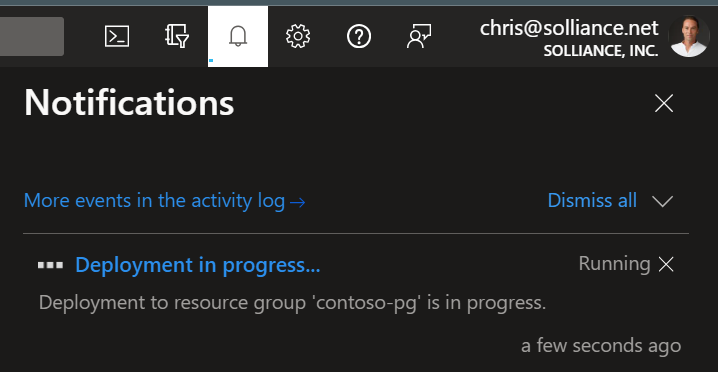 chris@solliance.net
SOLLIANCE, INC.
Notifications
More events in the activity log → Dismiss all
Deployment in progress... Running
Deployment to resource group 'contoso-pg' is in progress.
a few seconds ago